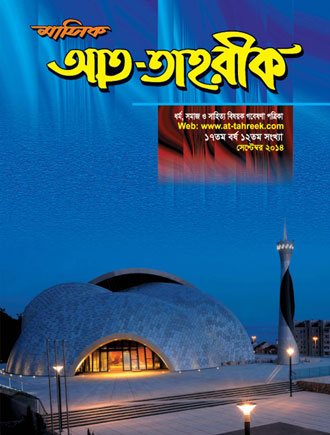 মাসিক
আত-তাহরীক
ধর্ম, সমাজ ও সাহিত্য বিষয়ক গবেষণা পত্রিকা
Web: www.at-tahreek.com
১৭তম বর্ষ ১২তম সংখ্যা
সেপ্টেম্বর ২০১৪